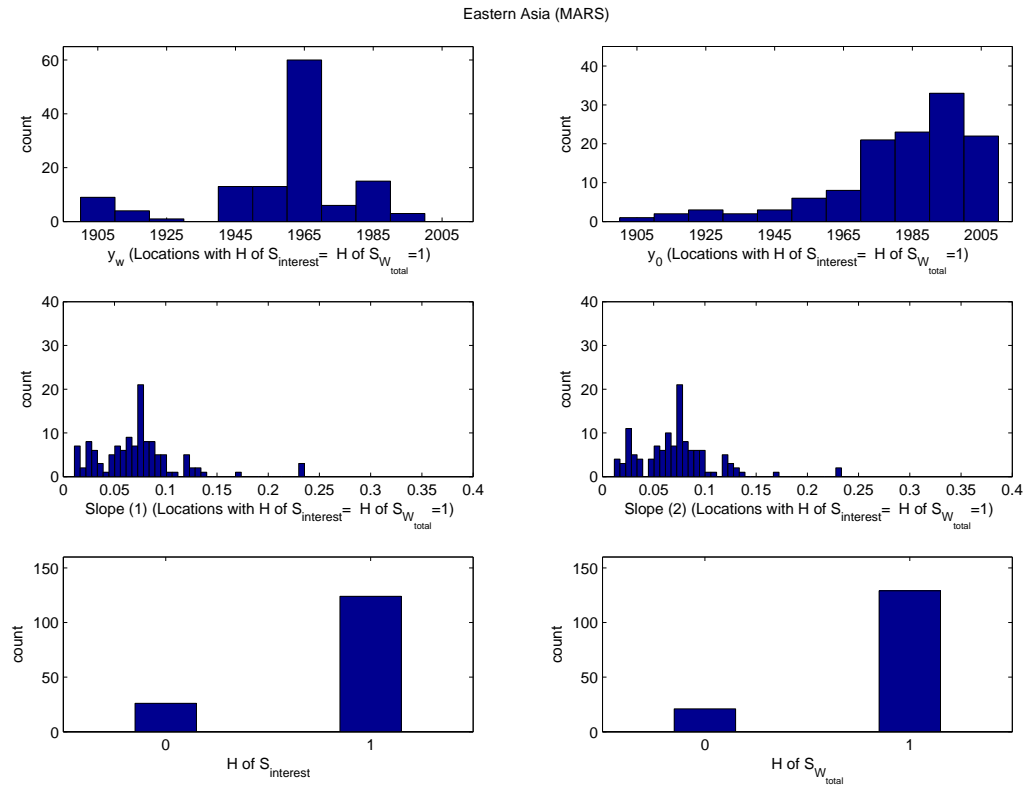 Eastern Asia (MARS)
60
40
20
0
count
1905 1925 1945 1965 1985 2005
y_w (Locations with H of S_interest= H of S_W_total =1)
40
30
20
10
0
count
1905 1925 1945 1965 1985 2005
y_0 (Locations with H of S_interest= H of S_W_total =1)
40
30
20
10
0
count
0 0.05 0.1 0.15 0.2 0.25 0.3 0.35 0.4
Slope (1) (Locations with H of S_interest= H of S_W_total =1)
40
30
20
10
0
count
0 0.05 0.1 0.15 0.2 0.25 0.3 0.35 0.4
Slope (2) (Locations with H of S_interest= H of S_W_total =1)
150
100
50
0
count
0 1
H of S_interest
150
100
50
0
count
0 1
H of S_W_total